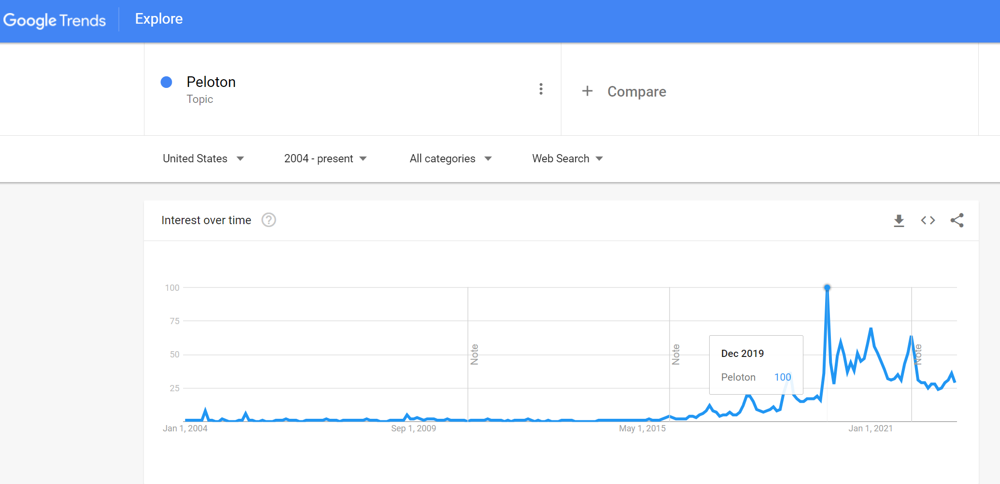 Google Trends
Explore
Peloton
Topic
+ Compare
United States
2004 - present
All categories
Web Search
Interest over time ?
100
75
50
25
Note
Note
Note
Dec 2019
Peloton 100
Jan 1, 2004
Sep 1, 2009
May 1, 2015
Jan 1, 2021